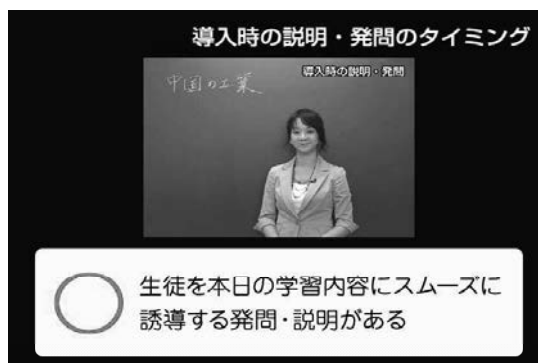 導入時の説明・発問のタイミング
導入時の説明・発問
中国の工業
生徒を本日の学習内容にスムーズに
誘導する発問・説明がある